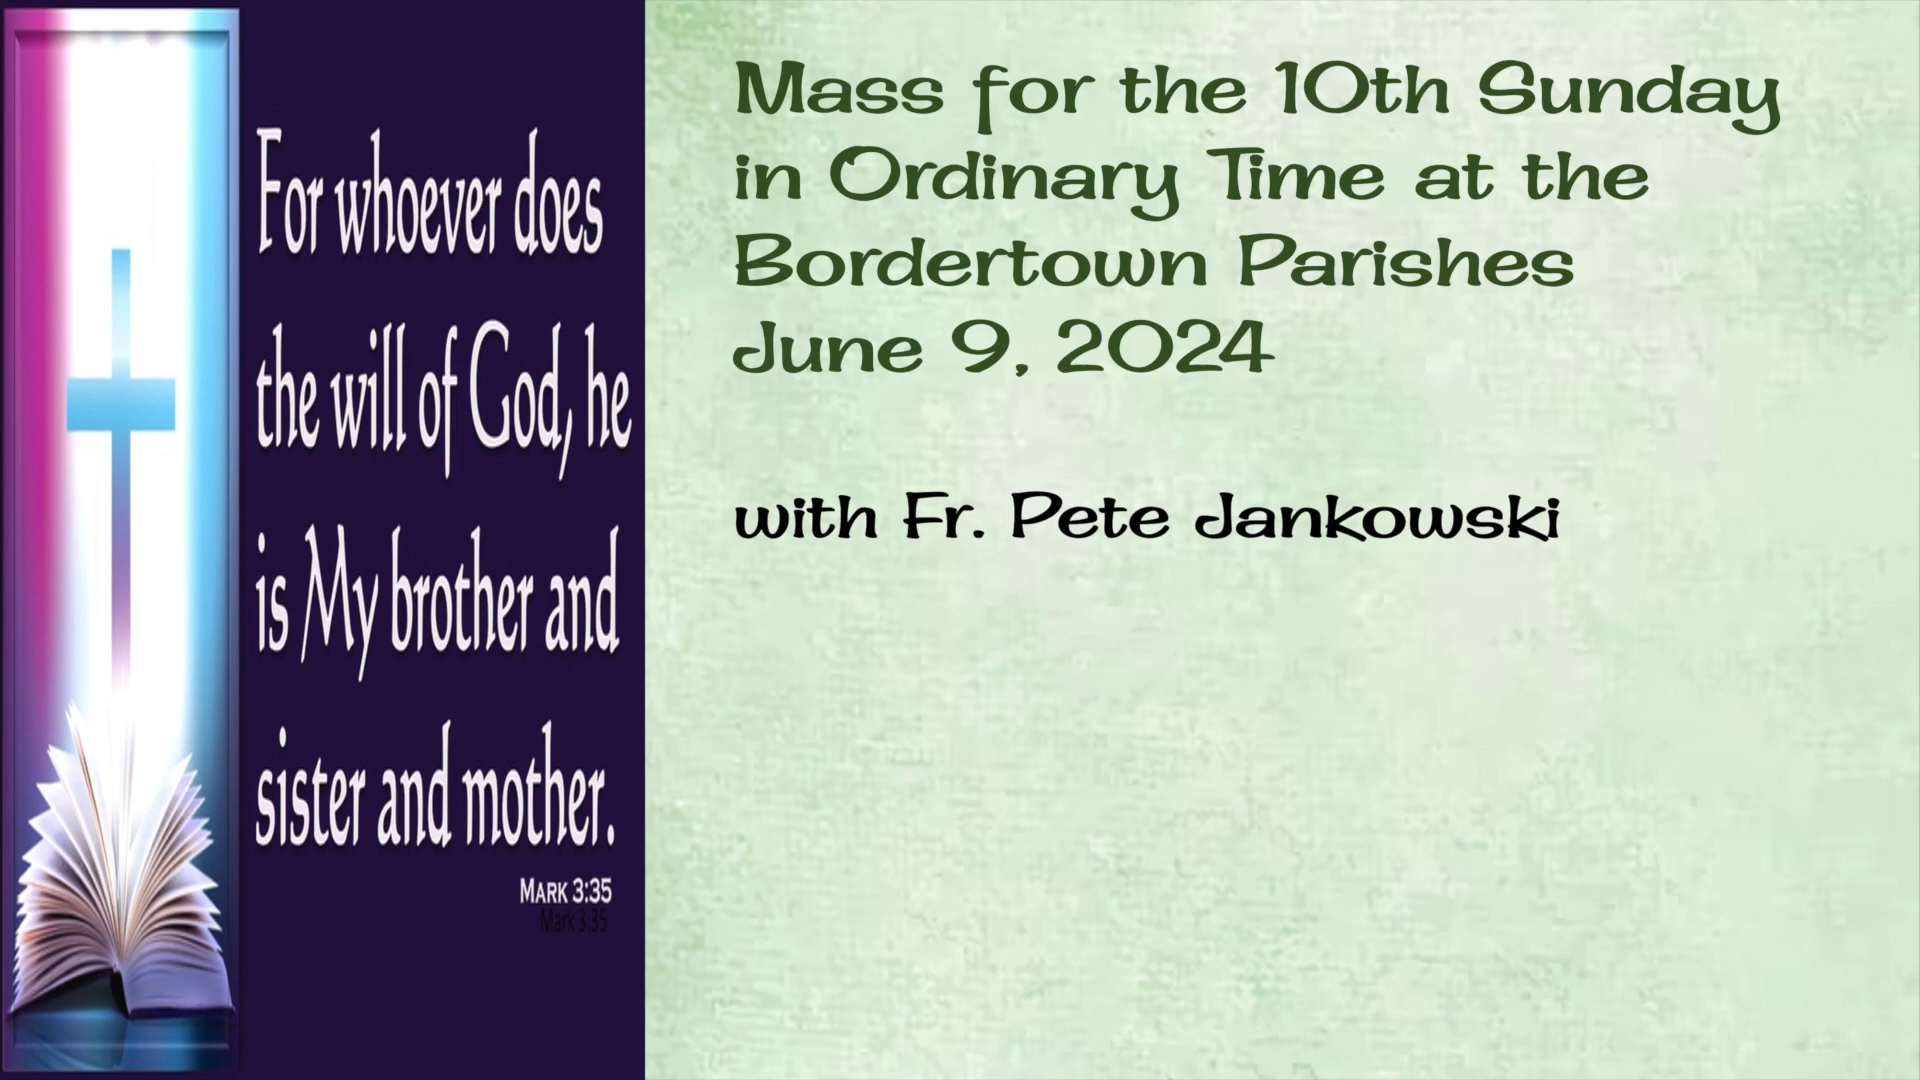 For whoever does
the will of God, he
is My brother and
sister and mother.
Mark 3:35
Mark 3:35
Mass for the 10th Sunday
in Ordinary Time at the
Bordertown Parishes
June 9, 2024
with Fr. Pete Jankowski